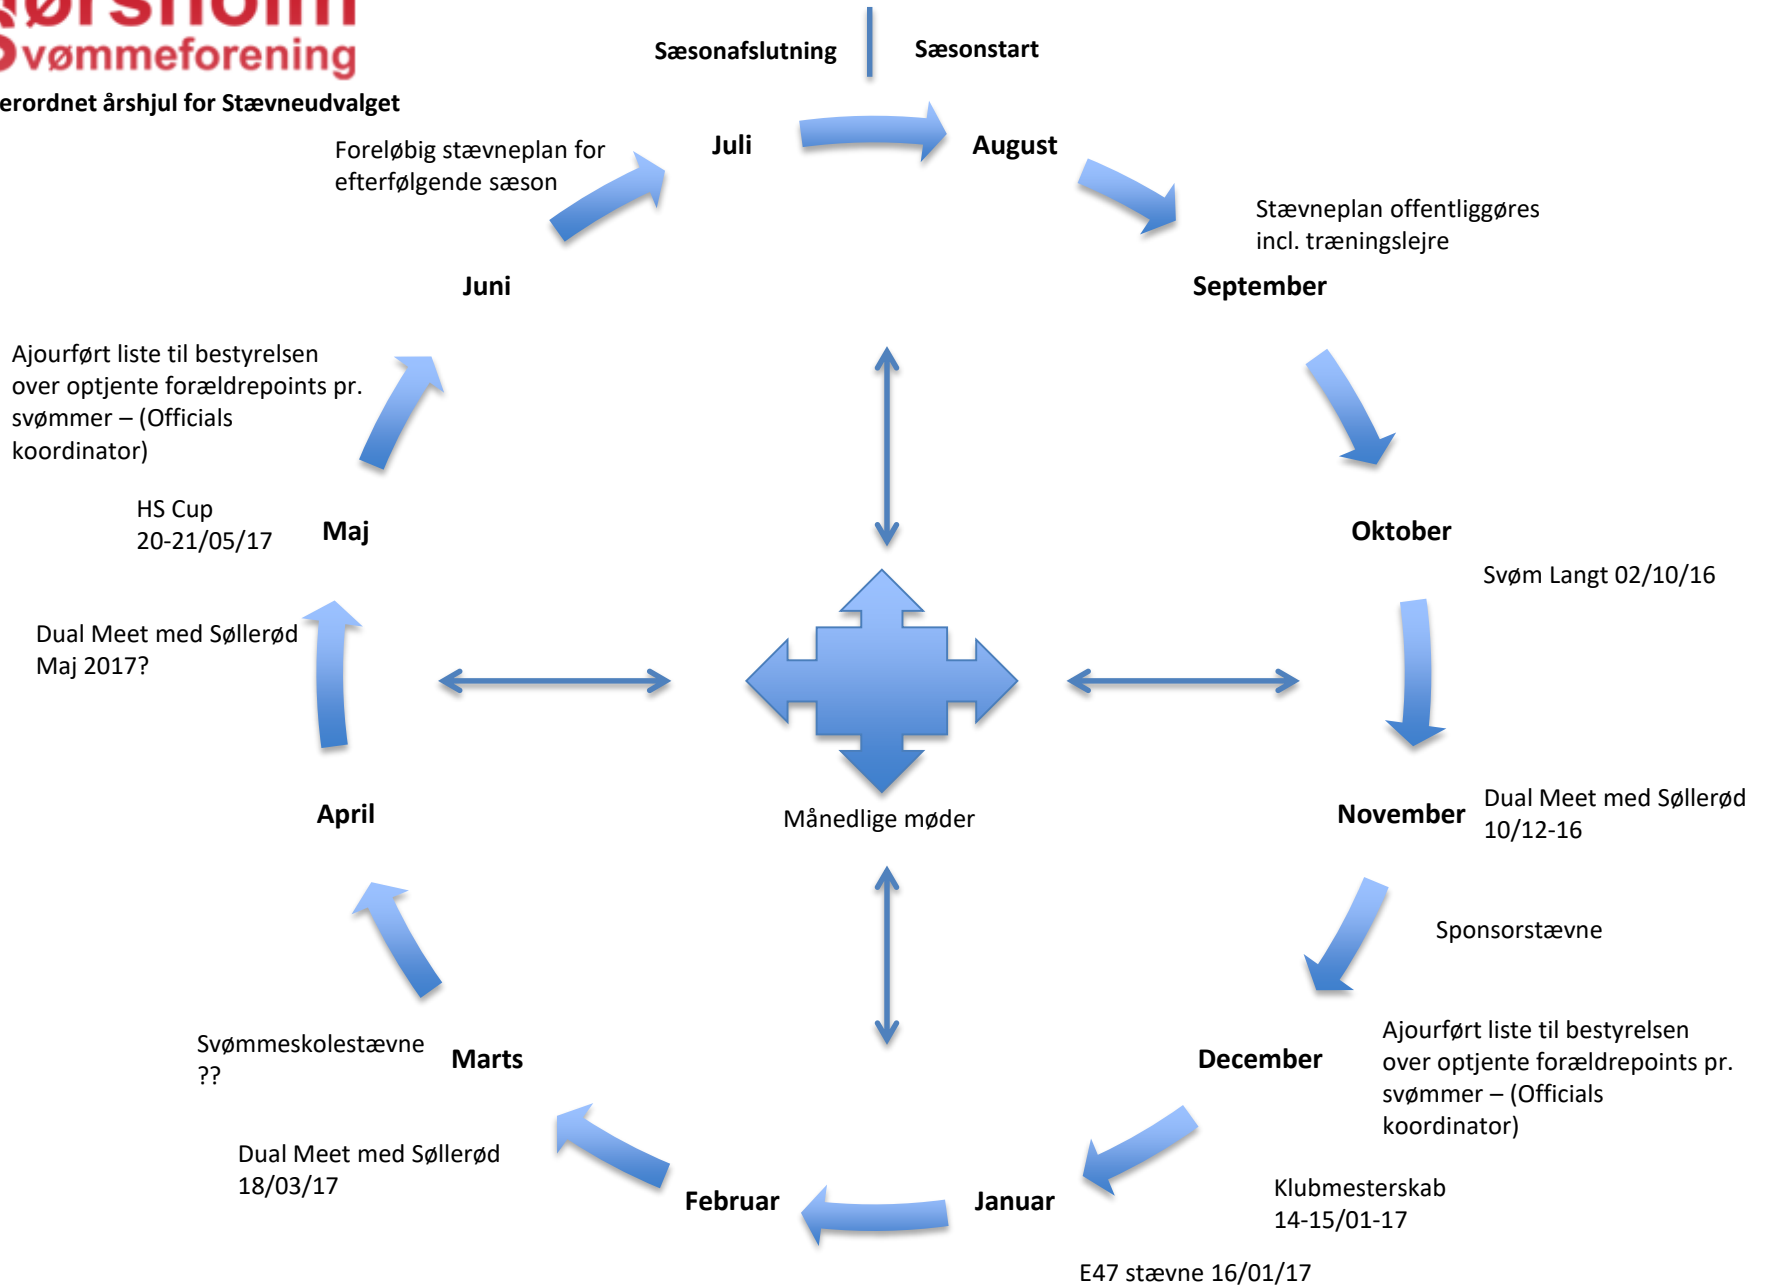 vømmeforening
erordnet årshjul for Stævneudvalget
Sæsonafslutning
Sæsonstart
Juli
August
Foreløbig stævneplan for
efterfølgende sæson
Stævneplan offentliggøres
incl. træningslejre
Juni
September
Ajourført liste til bestyrelsen
over optjente forældrepoints pr.
svømmer – (Officials
koordinator)
HS Cup
20-21/05/17
Maj
Oktober
Svøm Langt 02/10/16
Dual Meet med Søllerød
Maj 2017?
April
Månedlige møder
November
Dual Meet med Søllerød
10/12-16
Sponsorstævne
Svømmeskolestævne
??
Marts
December
Ajourført liste til bestyrelsen
over optjente forældrepoints pr.
svømmer – (Officials
koordinator)
Dual Meet med Søllerød
18/03/17
Februar
Januar
Klubmesterskab
14-15/01-17
E47 stævne 16/01/17